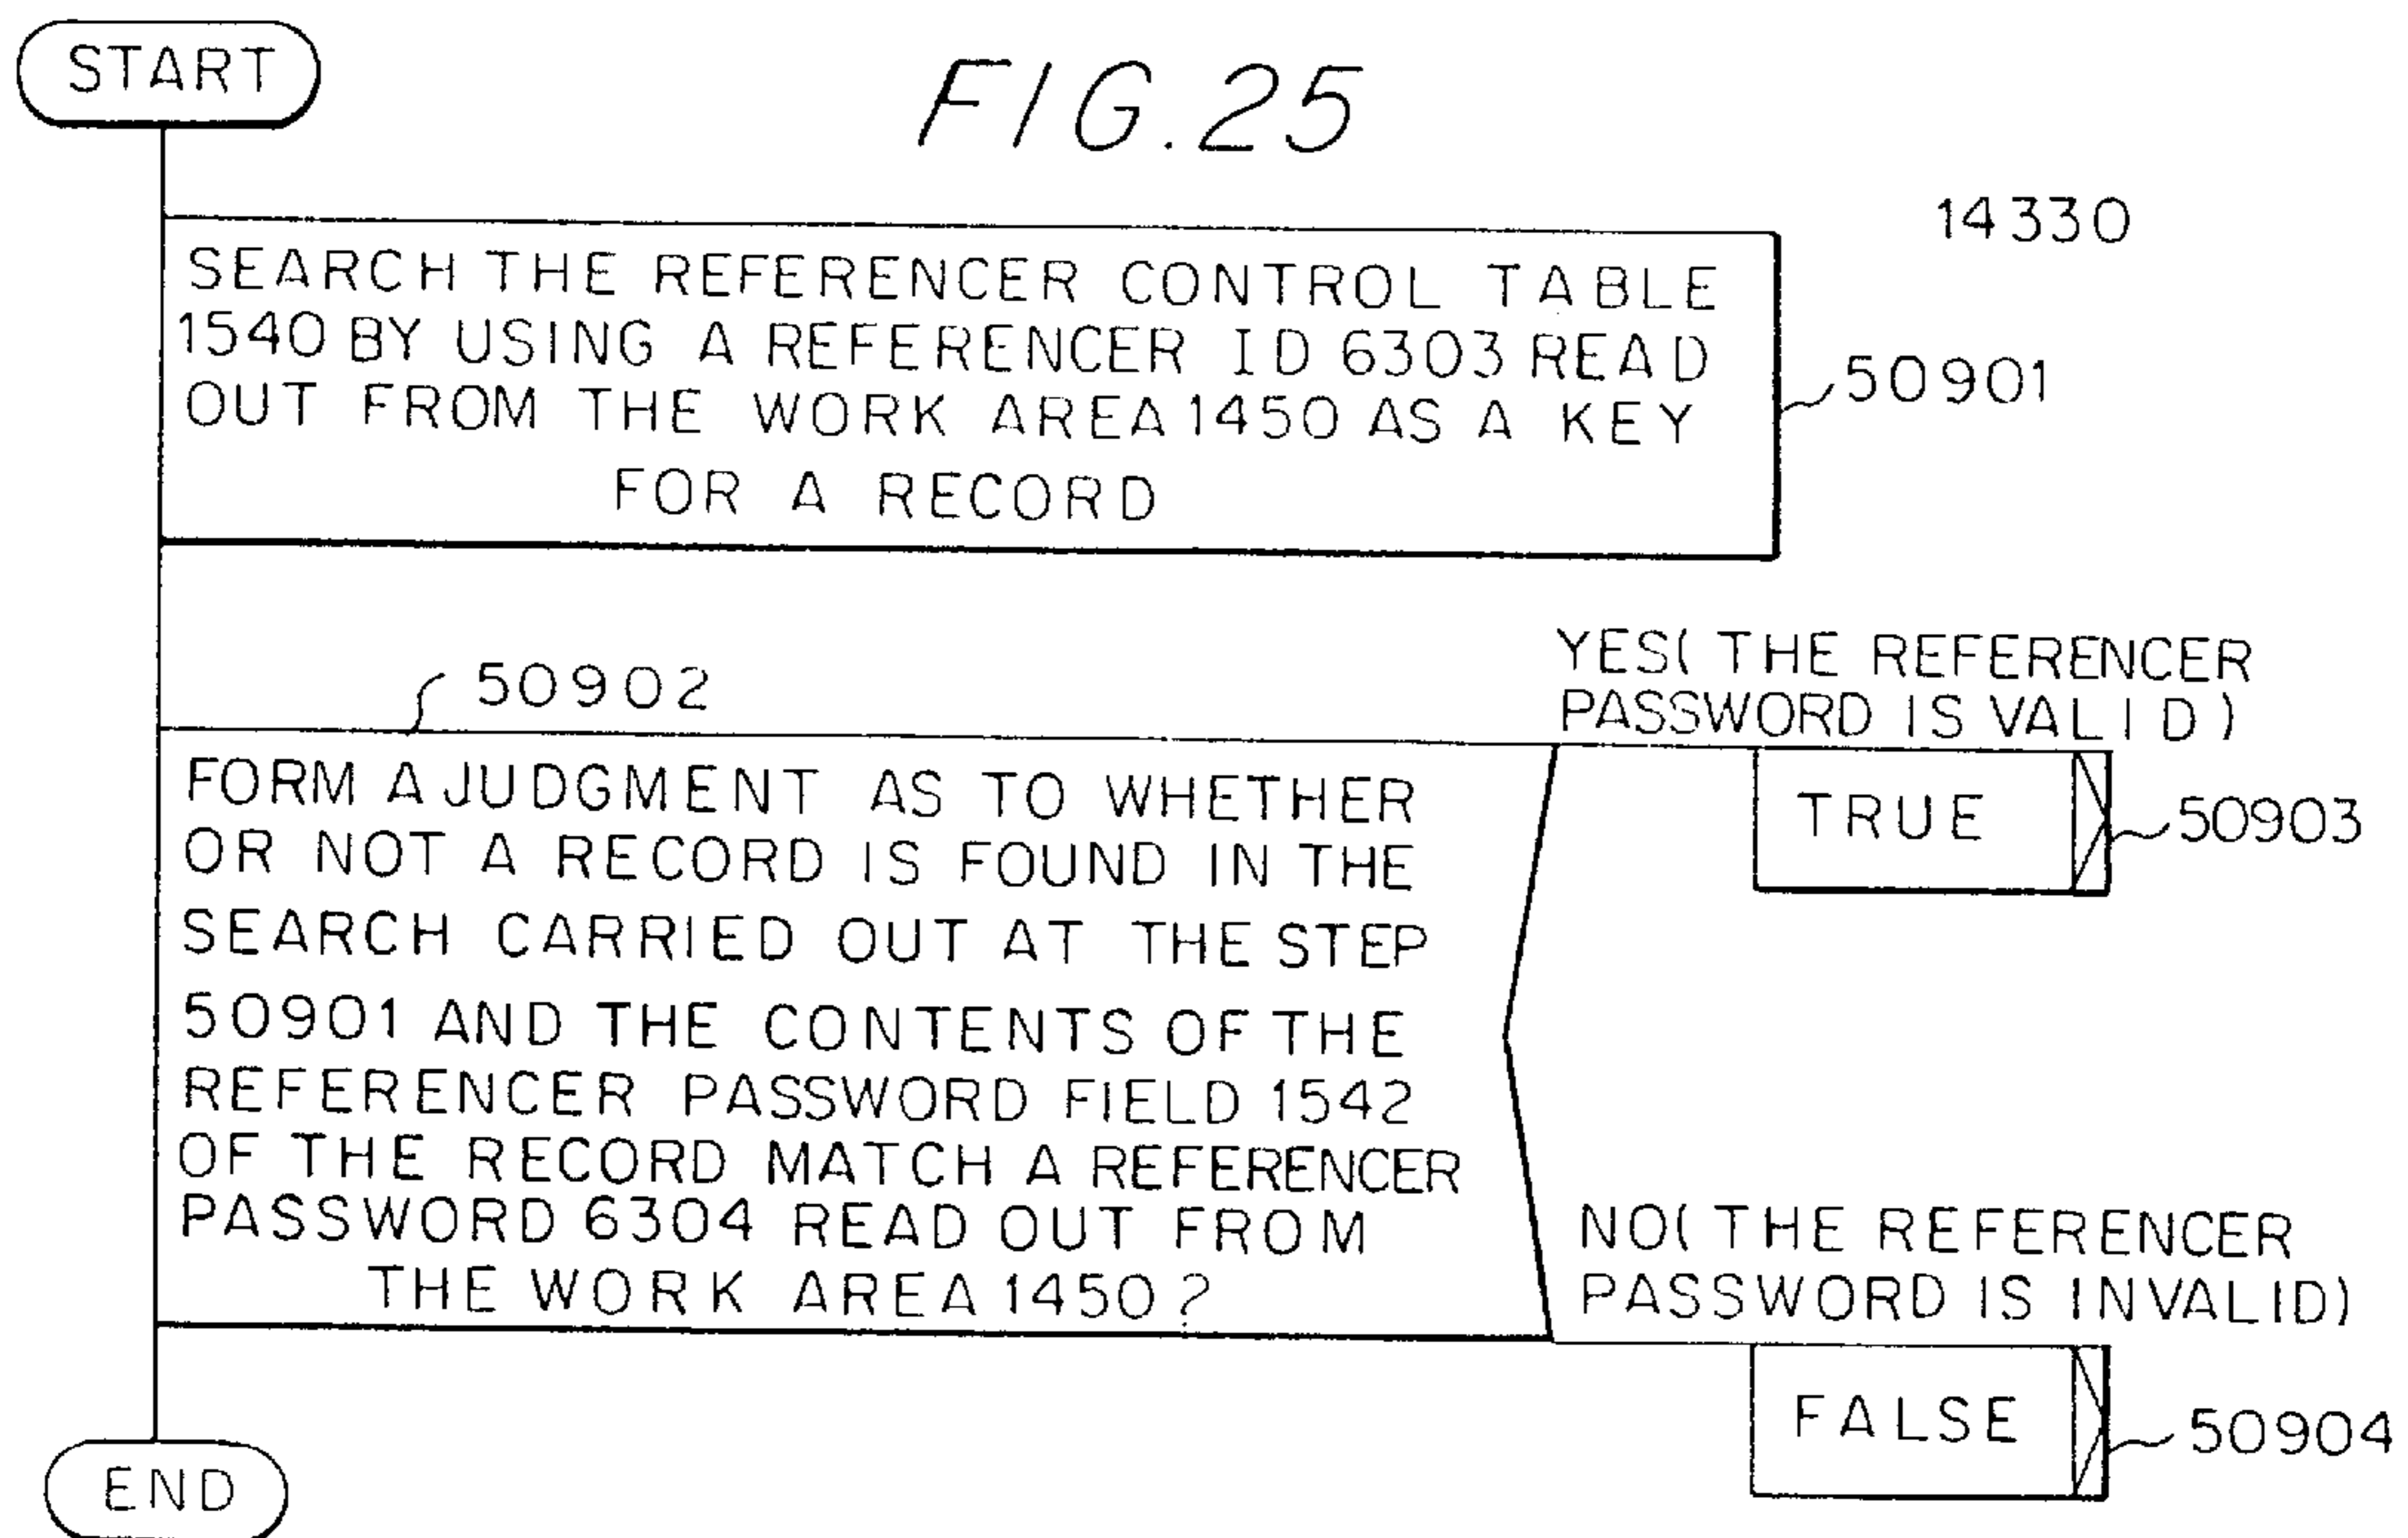 START
FIG.25
14330
SEARCH THE REFERENCER CONTROL TABLE
1540 BY USING A REFERENCER ID 6303 READ
OUT FROM THE WORK AREA 1450 AS A KEY
FOR A RECORD
50901
50902
YES( THE REFERENCER
PASSWORD IS VALID)
FORM A JUDGMENT AS TO WHETHER
OR NOT A RECORD IS FOUND IN THE
SEARCH CARRIED OUT AT THE STEP
50901 AND THE CONTENTS OF THE
REFERENCER PASSWORD FIELD 1542
OF THE RECORD MATCH A REFERENCER
PASSWORD 6304 READ OUT FROM
THE WORK AREA 1450?
TRUE
50903
NO( THE REFERENCER
PASSWORD IS INVALID)
FALSE
50904
END